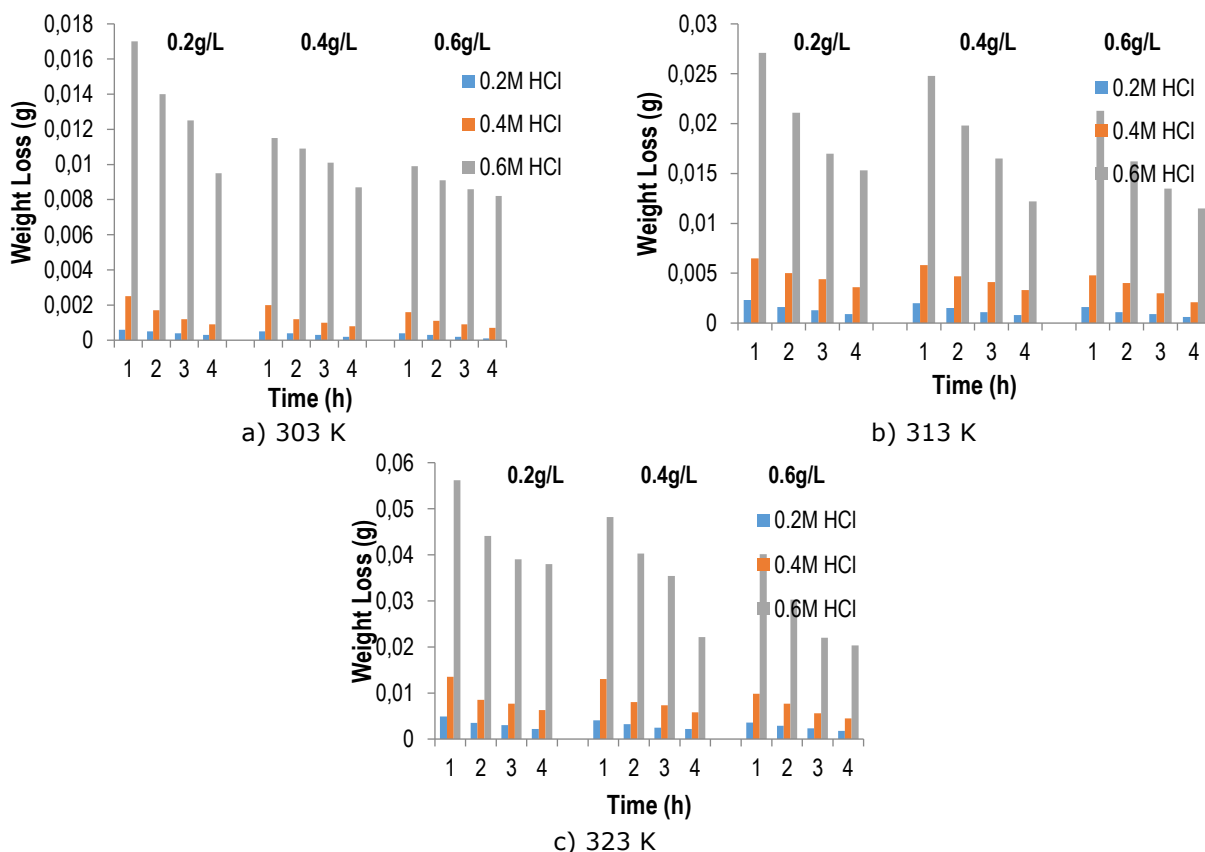 0,018
0,016
0,014
0,012
0,01
0,008
0,006
0,004
0,002
0
Weight Loss (g)
0.2g/L 0.4g/L 0.6g/L
0.2M HCl
0.4M HCl
0.6M HCl
1 2 3 4 1 2 3 4 1 2 3 4
Time (h)
a) 303 K
0,03
0,025
0,02
0,015
0,01
0,005
0
Weight Loss (g)
0.2g/L 0.4g/L 0.6g/L
0.2M HCl
0.4M HCl
0.6M HCl
1 2 3 4 1 2 3 4 1 2 3 4
Time (h)
b) 313 K
0,06
0,05
0,04
0,03
0,02
0,01
0
Weight Loss (g)
0.2g/L 0.4g/L 0.6g/L
0.2M HCl
0.4M HCl
0.6M HCl
1 2 3 4 1 2 3 4 1 2 3 4
Time (h)
c) 323 K